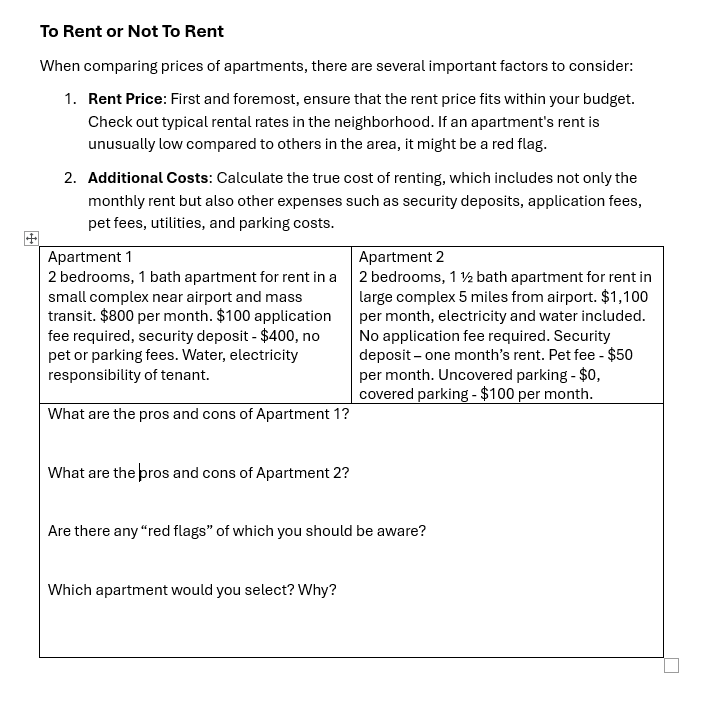 To Rent or Not To Rent
When comparing prices of apartments, there are several important factors to consider:
1. Rent Price: First and foremost, ensure that the rent price fits within your budget.
Check out typical rental rates in the neighborhood. If an apartment's rent is
unusually low compared to others in the area, it might be a red flag.
2. Additional Costs: Calculate the true cost of renting, which includes not only the
monthly rent but also other expenses such as security deposits, application fees,
pet fees, utilities, and parking costs.
Apartment 1
2 bedrooms, 1 bath apartment for rent in a
small complex near airport and mass
transit. $800 per month. $100 application
fee required, security deposit - $400, no
pet or parking fees. Water, electricity
responsibility of tenant.
Apartment 2
2 bedrooms, 1 ½ bath apartment for rent in
large complex 5 miles from airport. $1,100
per month, electricity and water included.
No application fee required. Security
deposit – one month’s rent. Pet fee - $50
per month. Uncovered parking - $0,
covered parking - $100 per month.
What are the pros and cons of Apartment 1?
What are the pros and cons of Apartment 2?
Are there any “red flags” of which you should be aware?
Which apartment would you select? Why?